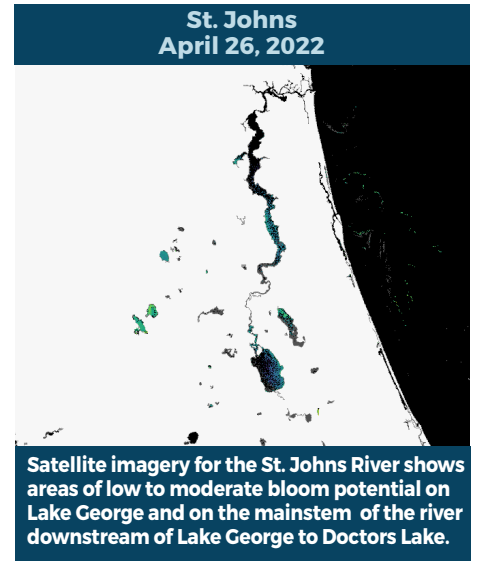 St. Johns
April 26, 2022
Satellite imagery for the St. Johns River shows
areas of low to moderate bloom potential on
Lake George and on the mainstem of the river
downstream of Lake George to Doctors Lake.